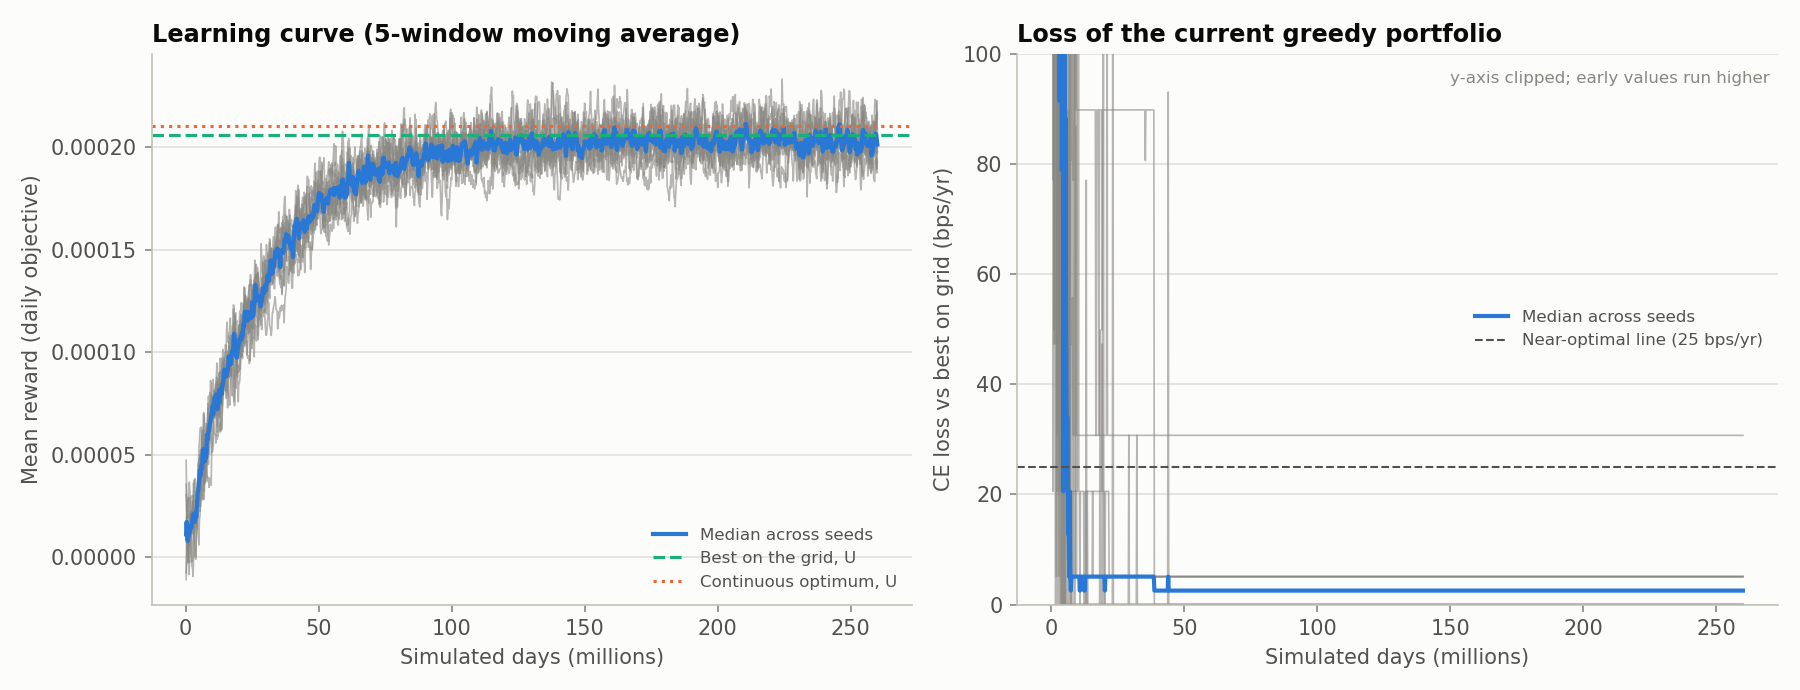 Learning curve (5-window moving average)
Mean reward (daily objective)
0.00020
0.00015
0.00010
0.00005
0.00000
Median across seeds
Best on the grid, U
Continuous optimum, U
0
50
100
150
200
250
Simulated days (millions)
Loss of the current greedy portfolio
CE loss vs best on grid (bps/yr)
100
80
60
40
20
0
y-axis clipped; early values run higher
Median across seeds
Near-optimal line (25 bps/yr)
0
50
100
150
200
250
Simulated days (millions)